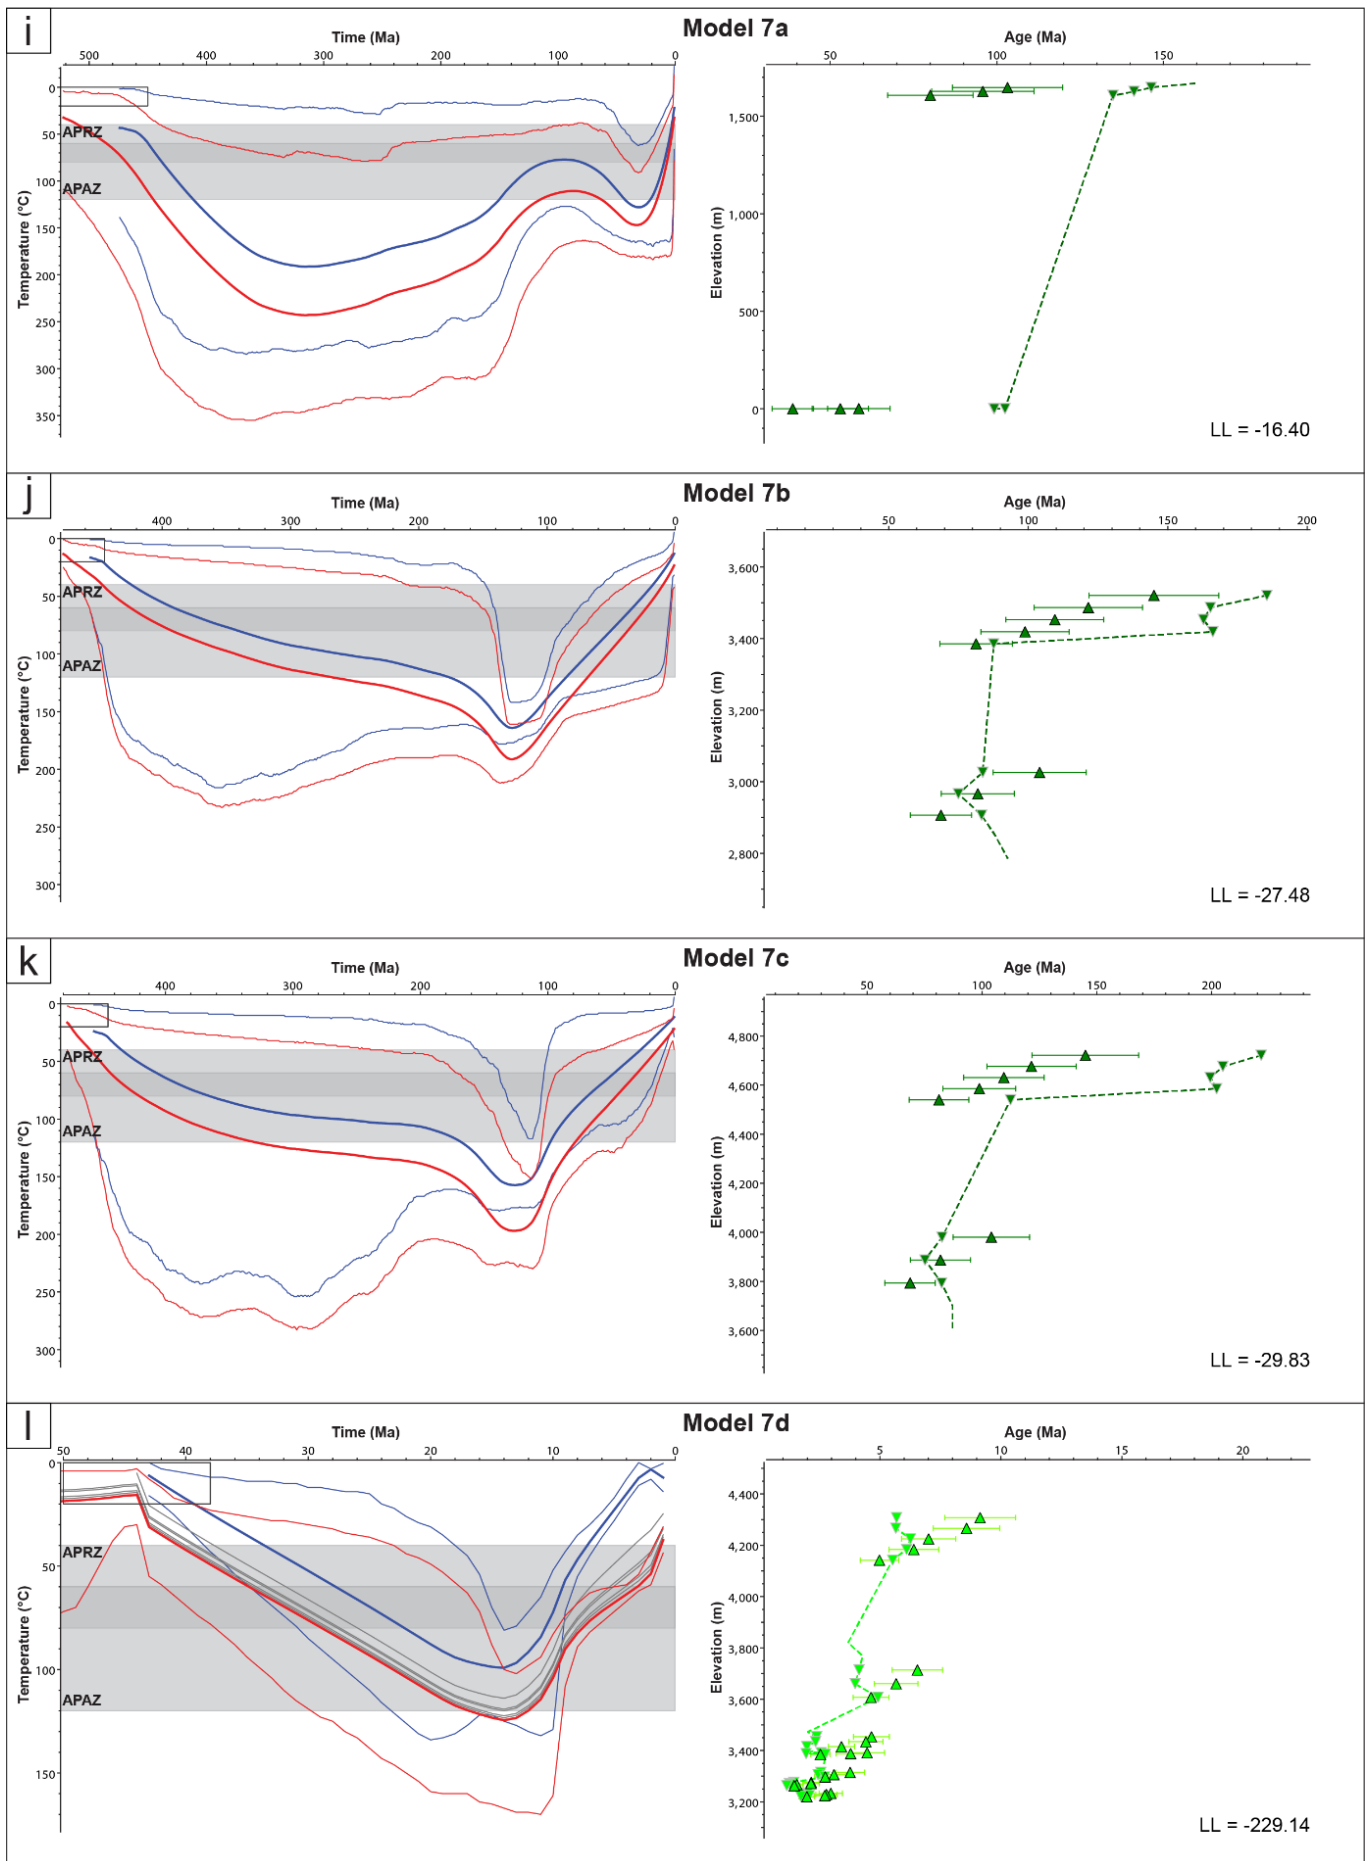 i
Model 7a
Time (Ma)
Age (Ma)
500 400 300 200 100 0
50 100 150
0
50
100
150
200
250
300
350
Temperature (°C)
APRZ
APAZ
1,500
1,000
500
0
Elevation (m)
LL = -16.40
j
Model 7b
Time (Ma)
Age (Ma)
400 300 200 100 0
50 100 150 200
0
50
100
150
200
250
300
Temperature (°C)
APRZ
APAZ
3,600
3,400
3,200
3,000
2,800
Elevation (m)
LL = -27.48
k
Model 7c
Time (Ma)
Age (Ma)
400 300 200 100 0
50 100 150 200
0
50
100
150
200
250
300
Temperature (°C)
APRZ
APAZ
4,800
4,600
4,400
4,200
4,000
3,800
3,600
Elevation (m)
LL = -29.83
l
Model 7d
Time (Ma)
Age (Ma)
50 40 30 20 10 0
5 10 15 20
0
50
100
150
Temperature (°C)
APRZ
APAZ
4,400
4,200
4,000
3,800
3,600
3,400
3,200
Elevation (m)
LL = -229.14